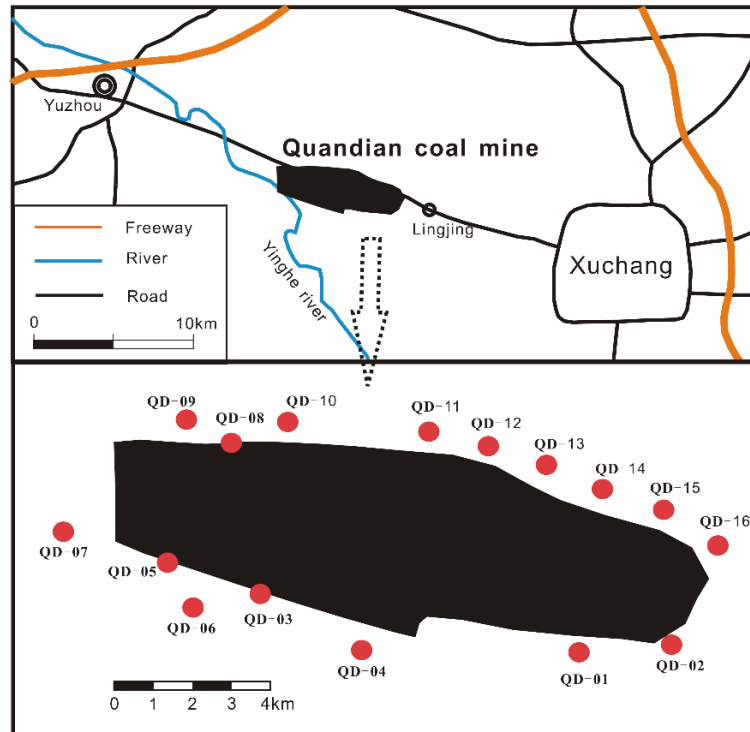 Yuzhou
Quandian coal mine
Lingjing
Xuchang
Yinghe river
Freeway
River
Road
0 10km
QD-09
QD-10
QD-08
QD-11
QD-12
QD-13
QD-14
QD-15
QD-16
QD-07
QD-05
QD-06
QD-03
QD-04
QD-01
QD-02
0 1 2 3 4km